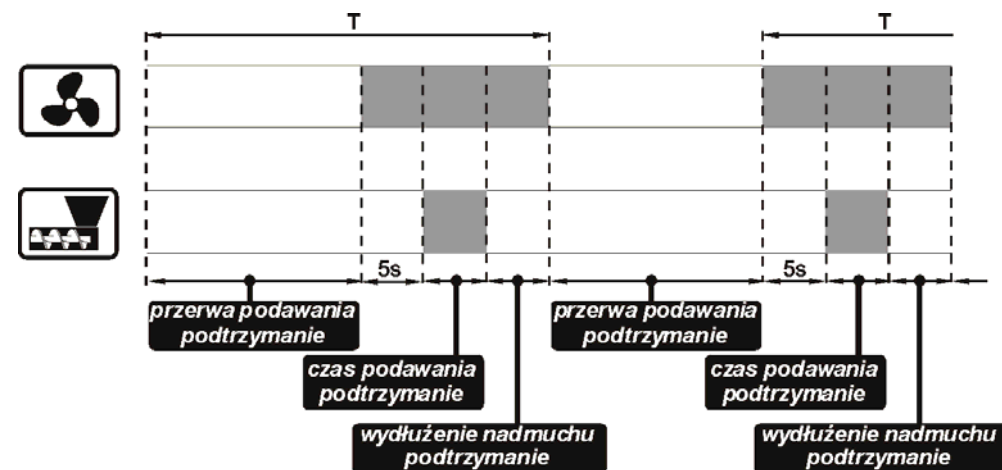 T
T
5s
5s
przerwa podawania
podtrzymanie
przerwa podawania
podtrzymanie
czas podawania
podtrzymanie
czas podawania
podtrzymanie
wydłużenie nadmuchu
podtrzymanie
wydłużenie nadmuchu
podtrzymanie